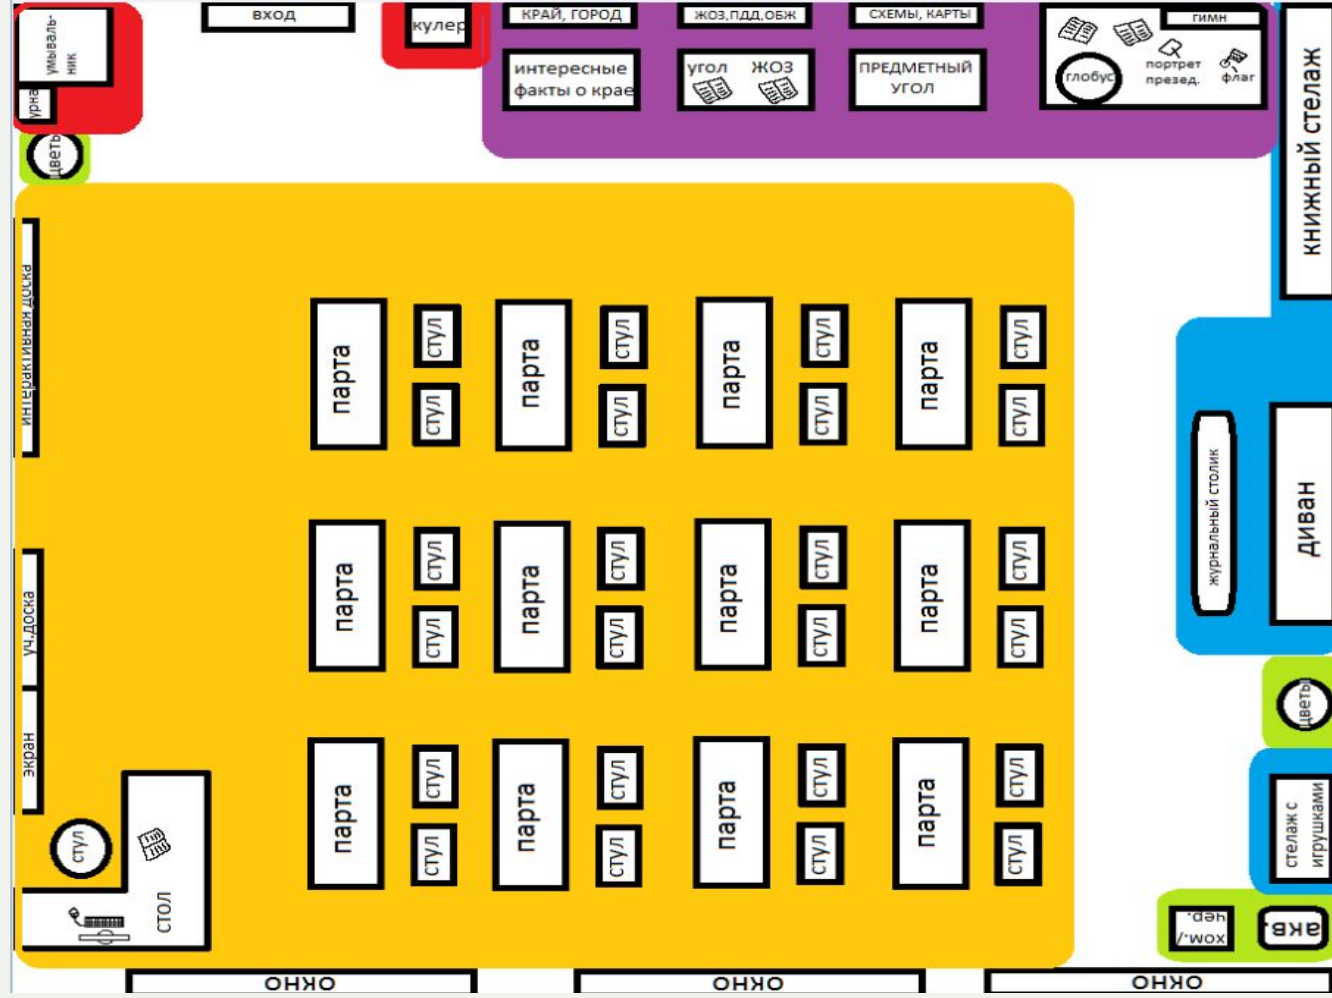 умываль-
ник
урна
вход
кулер
КРАЙ, ГОРОД
ЖОЗ,ПДД,ОБЖ
СХЕМЫ, КАРТЫ
гимн
интересные
факты о крае
угол ЖОЗ
ПРЕДМЕТНЫЙ
УГОЛ
глобус
портрет
презед.
флаг
книжный стелаж
цветы
интерактивная доска
парта
стул
стул
парта
стул
стул
парта
стул
стул
парта
стул
стул
журнальный столик
диван
уч.доска
парта
стул
стул
парта
стул
стул
парта
стул
стул
парта
стул
стул
цветы
экран
парта
стул
стул
парта
стул
стул
парта
стул
стул
парта
стул
стул
стелаж с
игрушками
стул
стол
хом./
чер.
акв.
окно
окно
окно